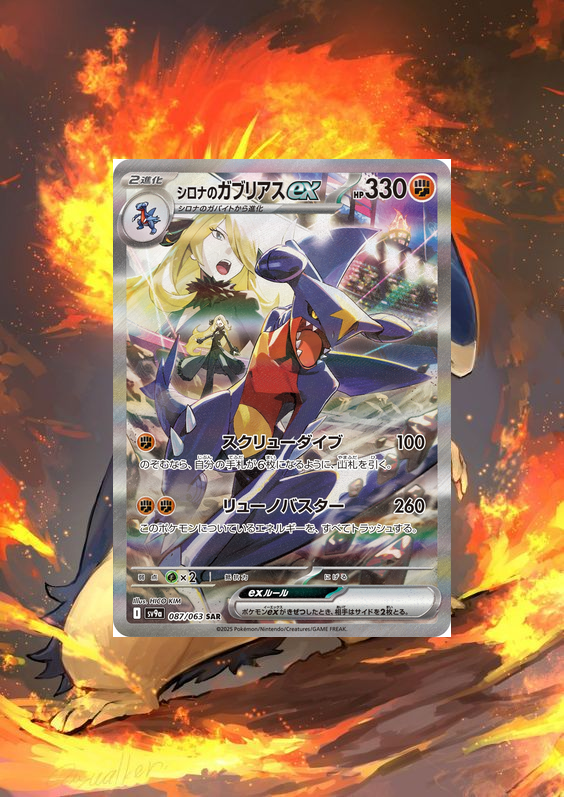 2進化
シロナのガブリアスex
HP 330
シロナのガバイトから進化
スクリューダイブ 100
のぞむなら、自分の手札が6枚になるように、山札を引く。
リューノバスター 260
このポケモンについているエネルギーを、すべてトラッシュする。
弱点 ×2 抵抗力 にげる
Illus. HICO KIM
exルール
ポケモンexがきぜつしたとき、相手はサイドを2枚とる。
I sv9a 087/063 SAR
©2025 Pokémon/Nintendo/Creatures/GAME FREAK.